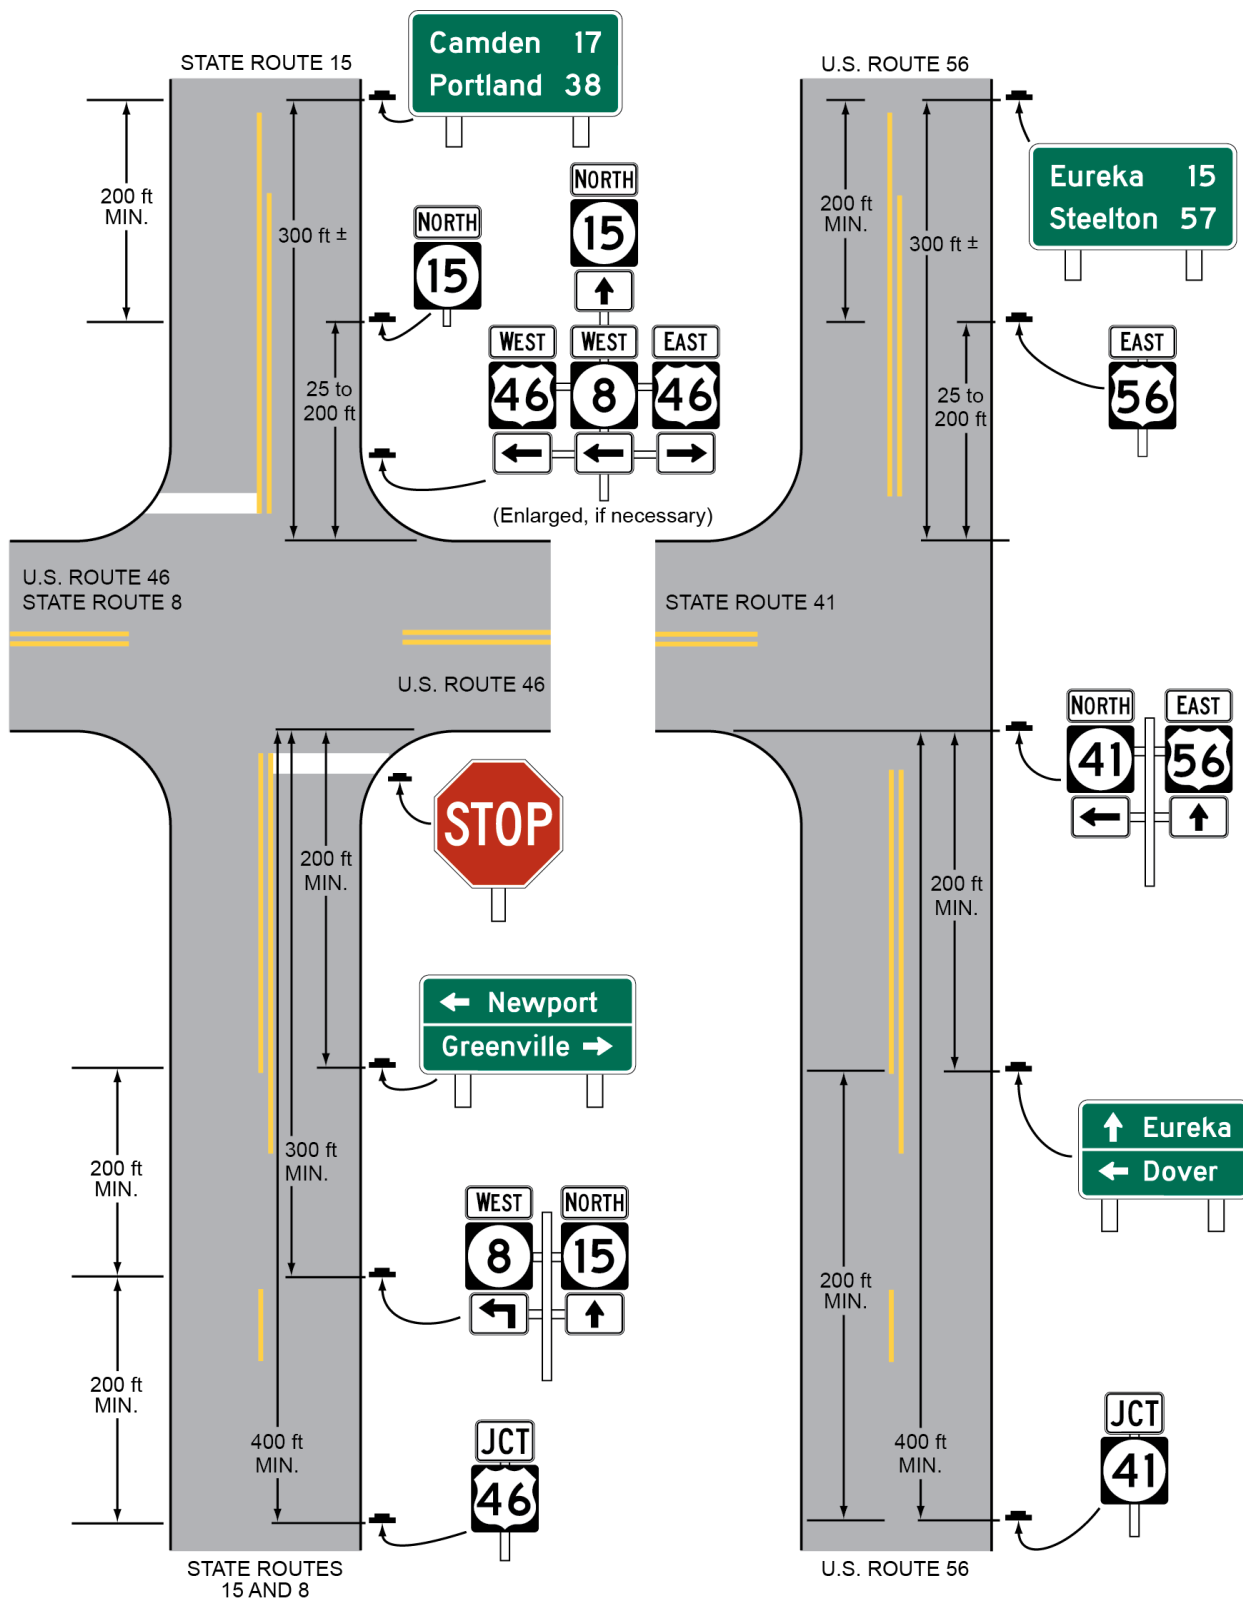 STATE ROUTE 15
Camden 17
Portland 38
200 ft
MIN.
300 ft ±
NORTH
15
NORTH
15
25 to
200 ft
WEST
46
WEST
8
EAST
46
(Enlarged, if necessary)
U.S. ROUTE 46
STATE ROUTE 8
U.S. ROUTE 46
STOP
200 ft
MIN.
Newport
Greenville
300 ft
MIN.
200 ft
MIN.
WEST
8
NORTH
15
200 ft
MIN.
400 ft
MIN.
JCT
46
STATE ROUTES
15 AND 8
U.S. ROUTE 56
Eureka 15
Steelton 57
200 ft
MIN.
300 ft ±
EAST
56
25 to
200 ft
STATE ROUTE 41
NORTH
41
EAST
56
200 ft
MIN.
Eureka
Dover
200 ft
MIN.
400 ft
MIN.
JCT
41
U.S. ROUTE 56